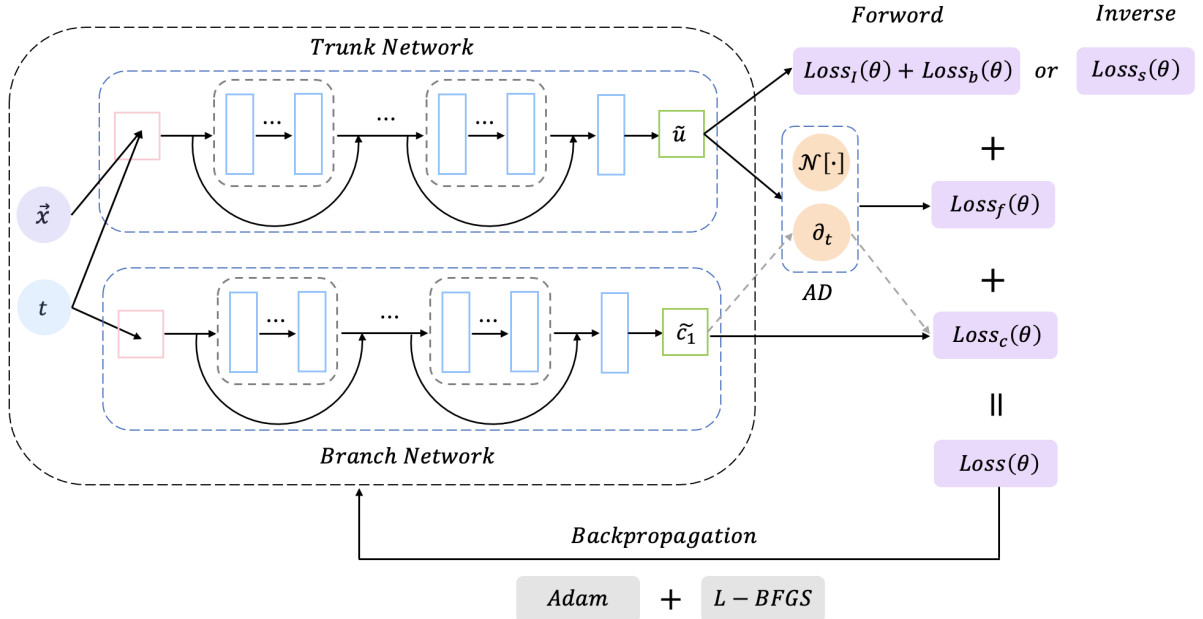 Forword
Inverse
Trunk Network
Loss_I(θ) + Loss_b(θ) or Loss_s(θ)
... ... ...
ũ
𝒩[·]
+
x⃗
Loss_f(θ)
∂_t
t
AD
+
... ... ...
c̃_1
Loss_c(θ)
=
Branch Network
Loss(θ)
Backpropagation
Adam + L − BFGS